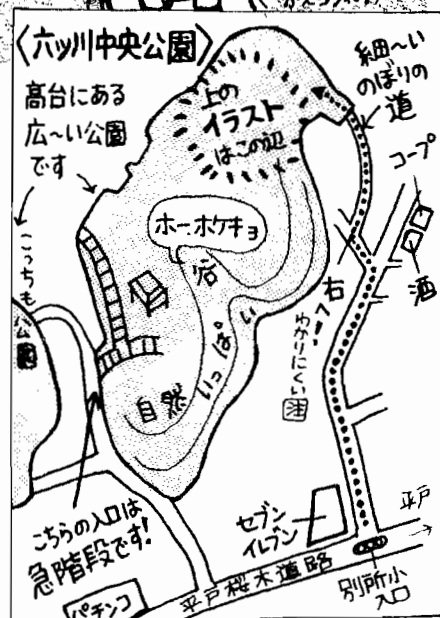 〈六ッ川中央公園〉
高台にある
広〜い公園
です
上の
イラスト
はこの辺
細〜い
のぼりの
道
コープ
酒
ホーホケキョ
谷
右へ
わかりにくい
注
こっちも
公園
自然
いっぱい
こちらの入口は
急階段です!
パチンコ
セブン
イレブン
平戸桜木道路
別所小
入口
平戸